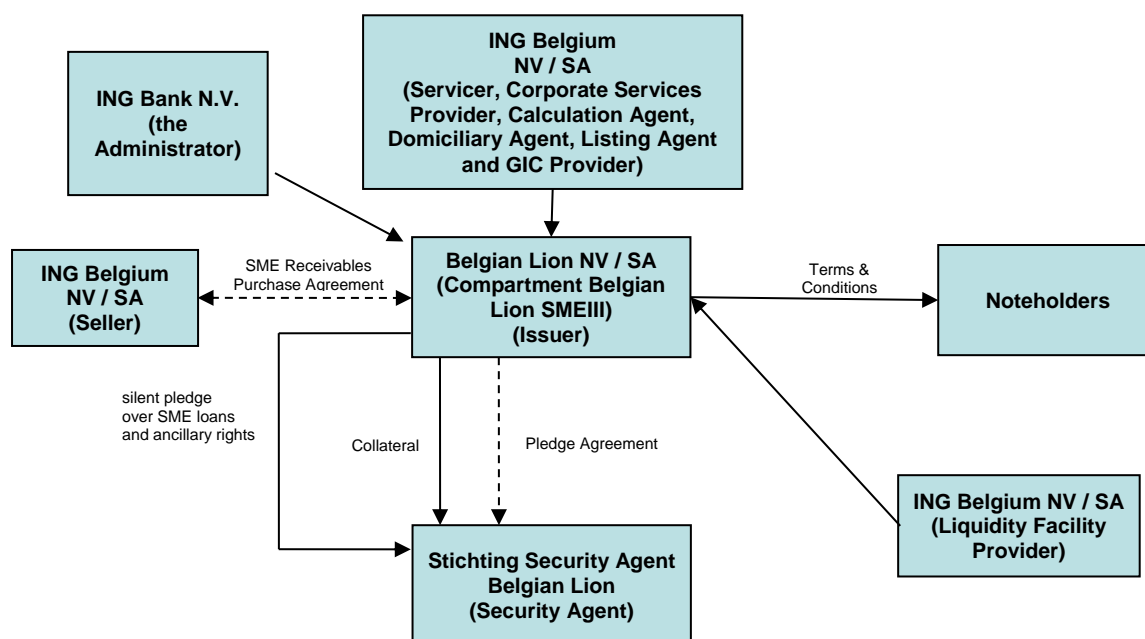 ING Belgium
NV / SA
(Servicer, Corporate Services
Provider, Calculation Agent,
Domiciliary Agent, Listing Agent
and GIC Provider)
ING Bank N.V.
(the
Administrator)
ING Belgium
NV / SA
(Seller)
SME Receivables
Purchase Agreement
Belgian Lion NV / SA
(Compartment Belgian
Lion SMEIII)
(Issuer)
Terms &
Conditions
Noteholders
silent pledge
over SME loans
and ancillary rights
Collateral
Pledge Agreement
ING Belgium NV / SA
(Liquidity Facility
Provider)
Stichting Security Agent
Belgian Lion
(Security Agent)